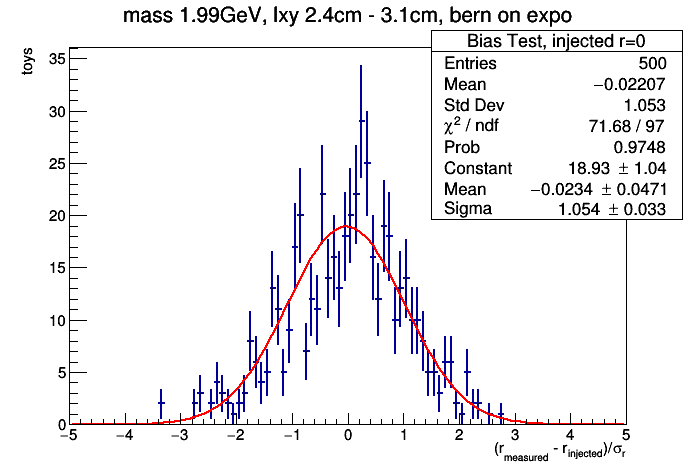 mass 1.99GeV, lxy 2.4cm - 3.1cm, bern on expo
Bias Test, injected r=0
Entries 500
Mean −0.02207
Std Dev 1.053
χ² / ndf 71.68 / 97
Prob 0.9748
Constant 18.93 ± 1.04
Mean −0.0234 ± 0.0471
Sigma 1.054 ± 0.033
toys
35
30
25
20
15
10
5
0
−5 −4 −3 −2 −1 0 1 2 3 4 5
(r_measured - r_injected)/σ_r